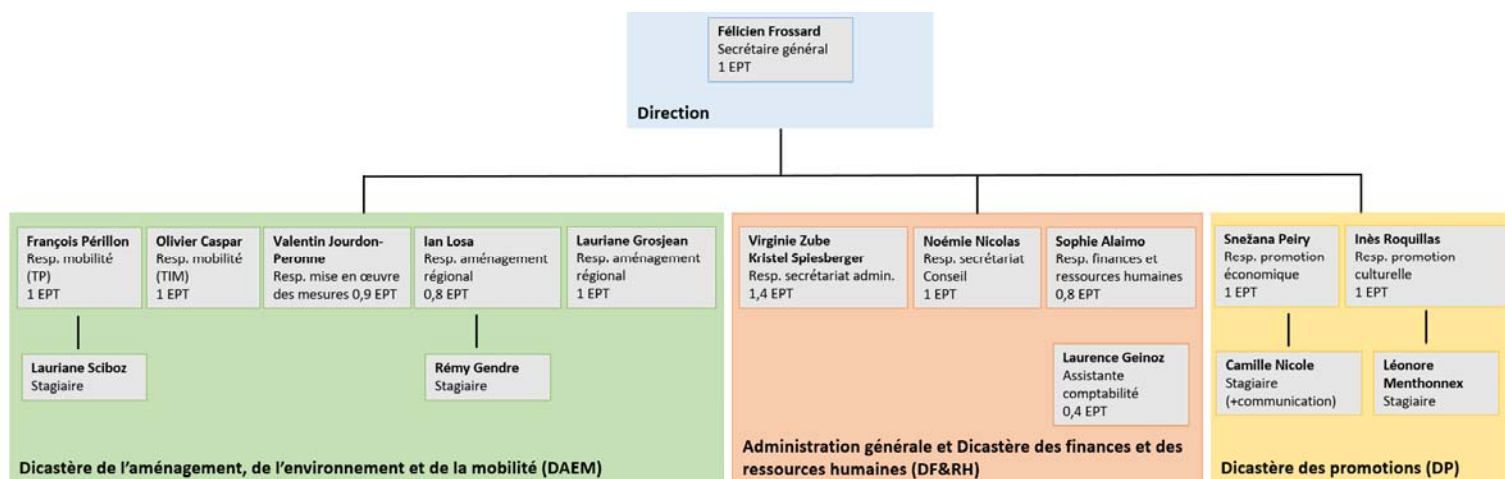 Félicien Frossard
Secrétaire général
1 EPT
Direction
François Périllon
Resp. mobilité
(TP)
1 EPT
Olivier Caspar
Resp. mobilité
(TIM)
1 EPT
Valentin Jourdon-
Peronne
Resp. mise en œuvre
des mesures 0,9 EPT
Ian Losa
Resp. aménagement
régional
0,8 EPT
Lauriane Grosjean
Resp. aménagement
régional
1 EPT
Lauriane Sciboz
Stagiaire
Rémy Gendre
Stagiaire
Dicastère de l’aménagement, de l’environnement et de la mobilité (DAEM)
Virginie Zube
Kristel Spiesberger
Resp. secrétariat admin.
1,4 EPT
Noémie Nicolas
Resp. secrétariat
Conseil
1 EPT
Sophie Alaimo
Resp. finances et
ressources humaines
0,8 EPT
Laurence Geinoz
Assistante
comptabilité
0,4 EPT
Administration générale et Dicastère des finances et des
ressources humaines (DF&RH)
Snežana Peiry
Resp. promotion
économique
1 EPT
Inès Roquillas
Resp. promotion
culturelle
1 EPT
Camille Nicole
Stagiaire
(+communication)
Léonore
Menthonnex
Stagiaire
Dicastère des promotions (DP)